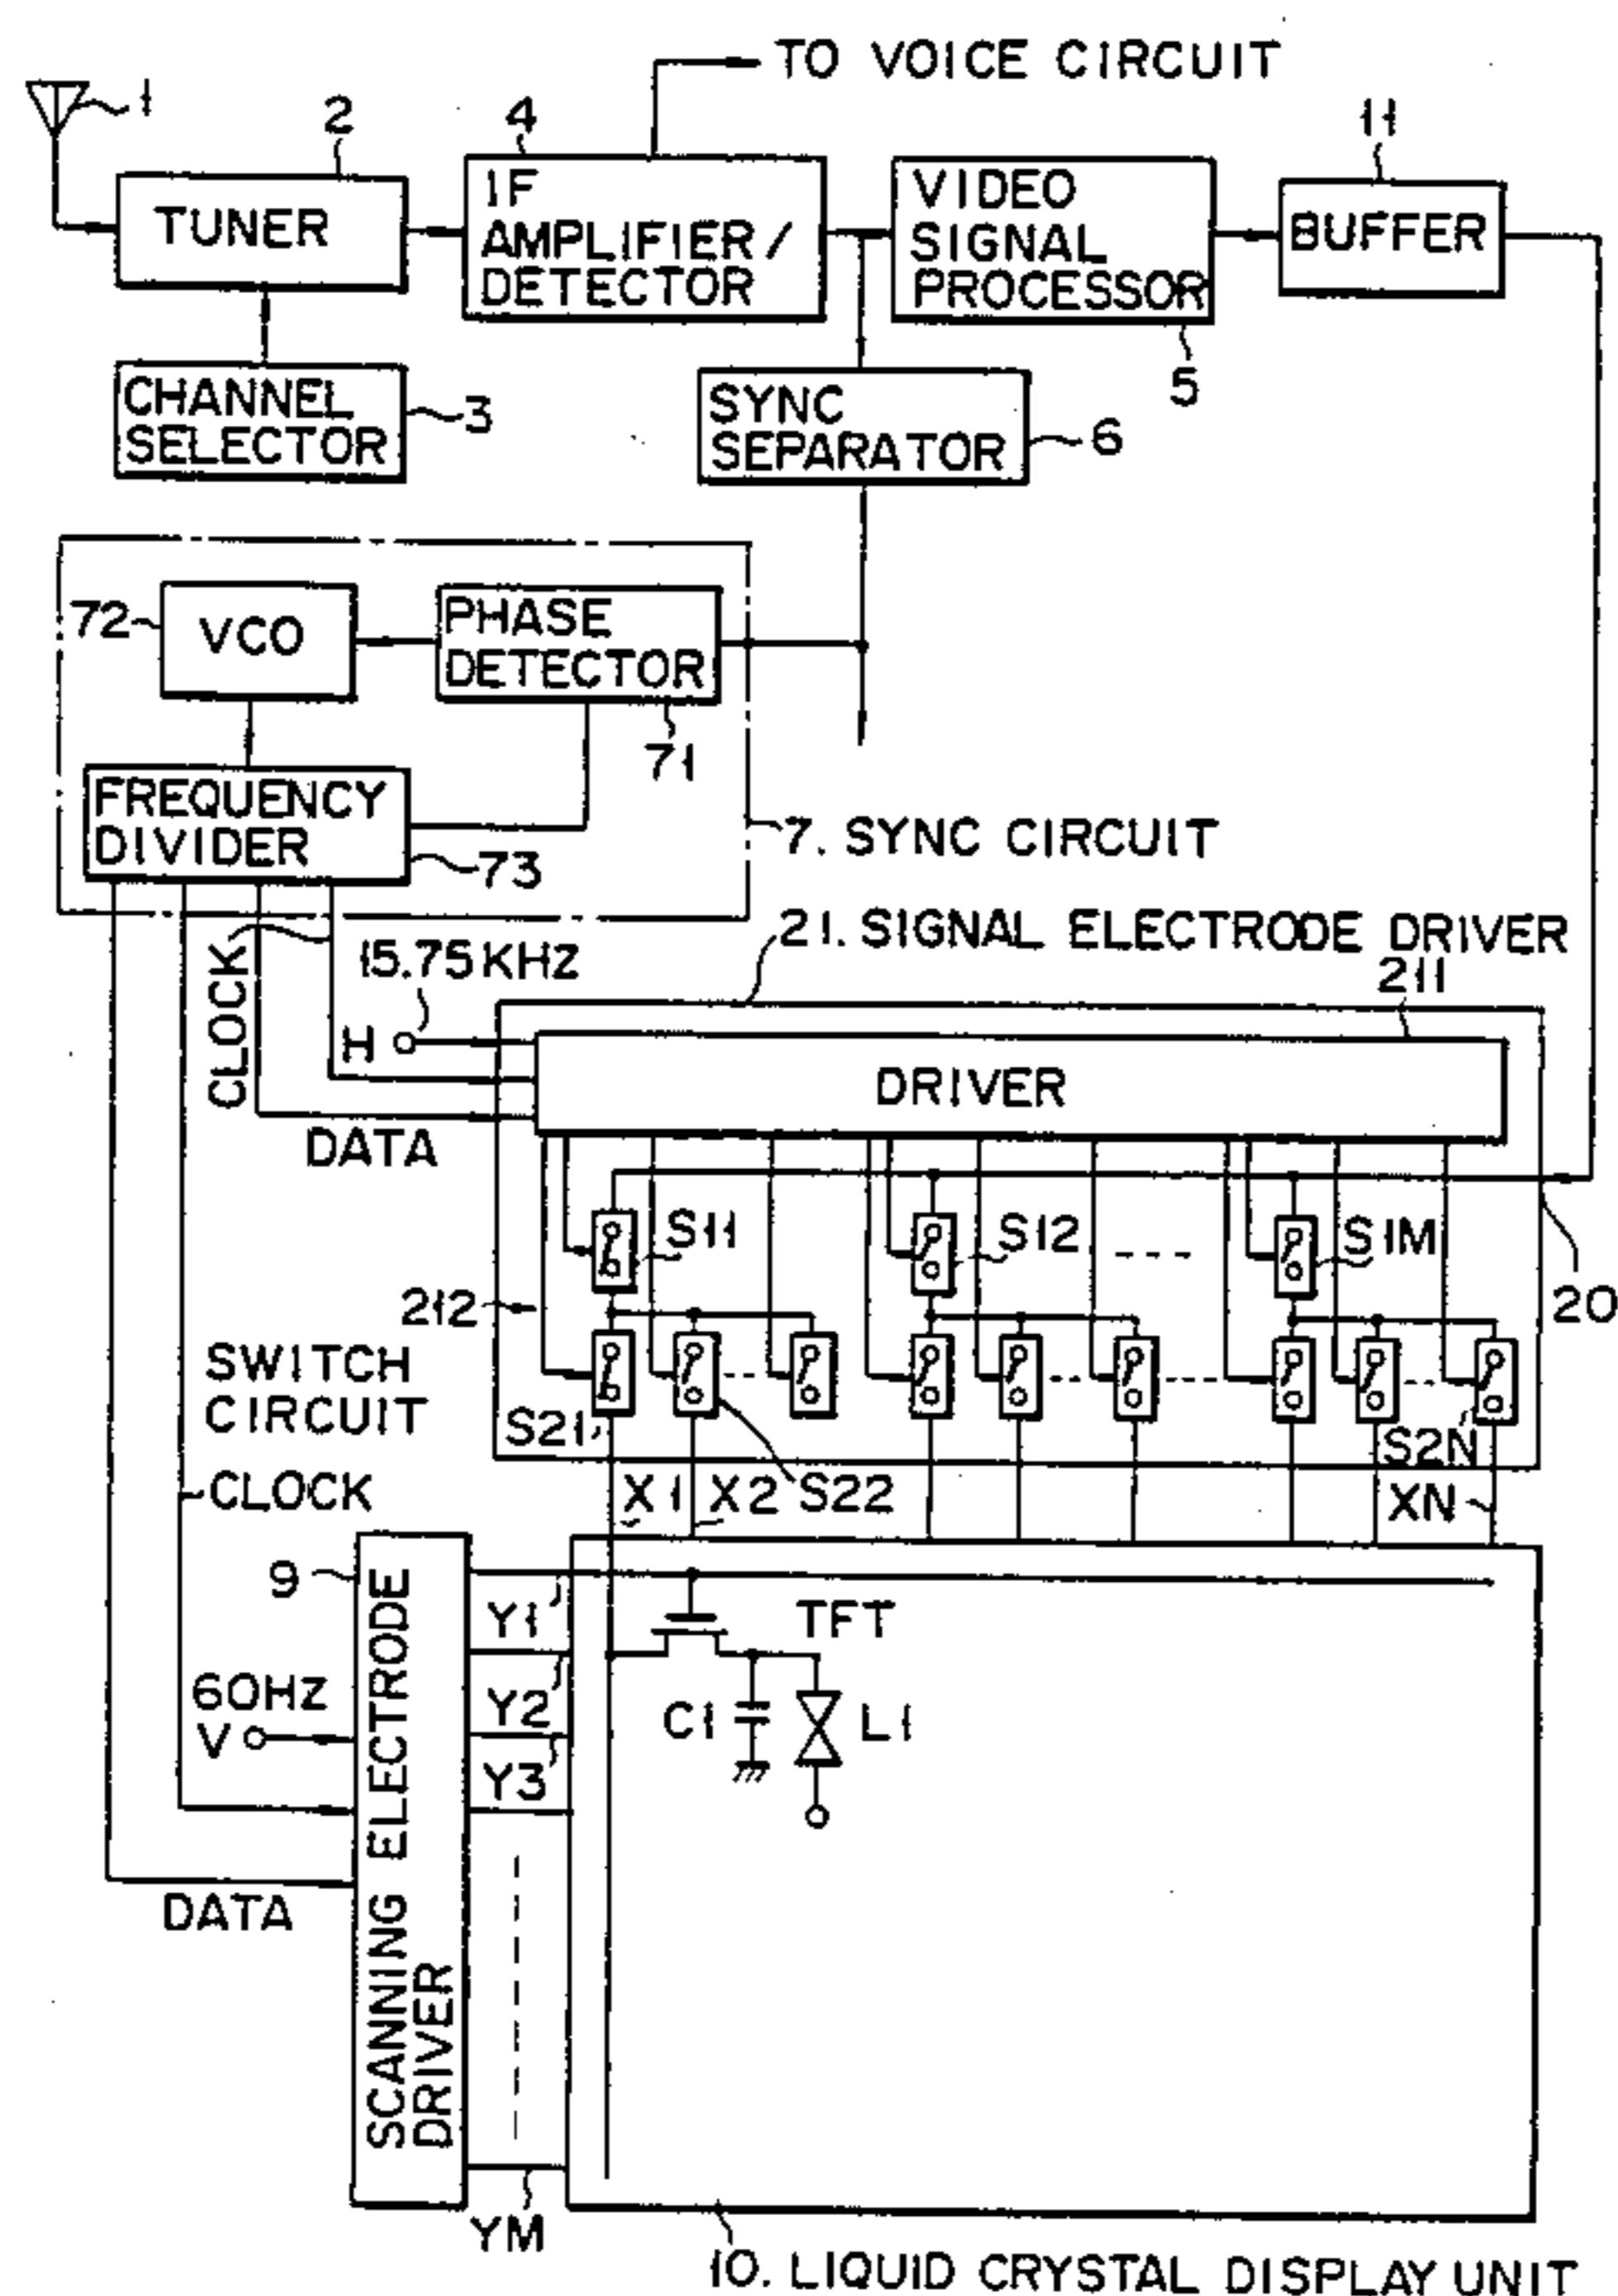 TO VOICE CIRCUIT
1
2
4
11
TUNER
IF
AMPLIFIER/
DETECTOR
VIDEO
SIGNAL
PROCESSOR
BUFFER
CHANNEL
SELECTOR
3
SYNC
SEPARATOR
6
5
72
VCO
PHASE
DETECTOR
71
FREQUENCY
DIVIDER
73
7. SYNC CIRCUIT
21. SIGNAL ELECTRODE DRIVER
CLOCK
15.75KHZ
211
H
DRIVER
DATA
S11
S12
S1M
20
212
SWITCH
CIRCUIT
S21
S2N
CLOCK
X1
X2
S22
XN
9
Y1
TFT
60HZ
V
Y2
C1
L1
Y3
DATA
SCANNING ELECTRODE
DRIVER
YM
10. LIQUID CRYSTAL DISPLAY UNIT